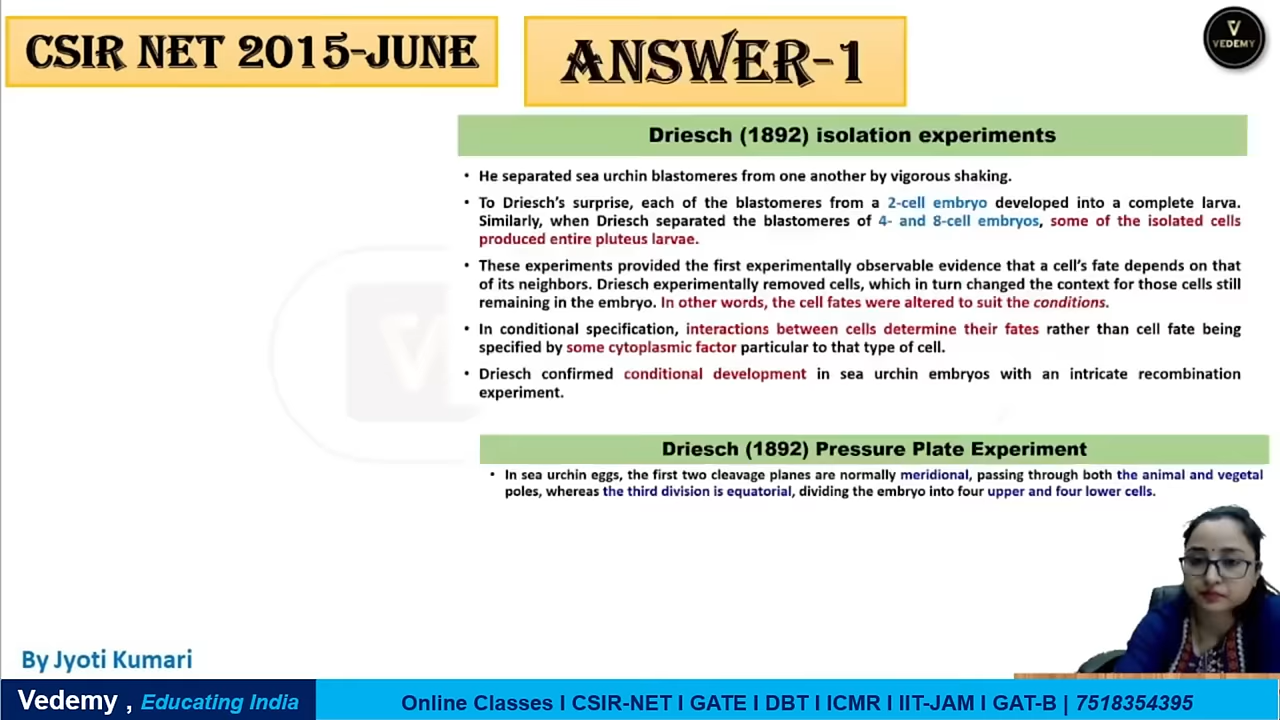 CSIR NET 2015-JUNE
ANSWER-1
VEDEMY
Driesch (1892) isolation experiments
• He separated sea urchin blastomeres from one another by vigorous shaking.
• To Driesch's surprise, each of the blastomeres from a 2-cell embryo developed into a complete larva.
Similarly, when Driesch separated the blastomeres of 4- and 8-cell embryos, some of the isolated cells
produced entire pluteus larvae.
• These experiments provided the first experimentally observable evidence that a cell's fate depends on that
of its neighbors. Driesch experimentally removed cells, which in turn changed the context for those cells still
remaining in the embryo. In other words, the cell fates were altered to suit the conditions.
• In conditional specification, interactions between cells determine their fates rather than cell fate being
specified by some cytoplasmic factor particular to that type of cell.
• Driesch confirmed conditional development in sea urchin embryos with an intricate recombination
experiment.
Driesch (1892) Pressure Plate Experiment
• In sea urchin eggs, the first two cleavage planes are normally meridional, passing through both the animal and vegetal
poles, whereas the third division is equatorial, dividing the embryo into four upper and four lower cells.
By Jyoti Kumari
Vedemy , Educating India
Online Classes I CSIR-NET I GATE I DBT I ICMR I IIT-JAM I GAT-B | 7518354395